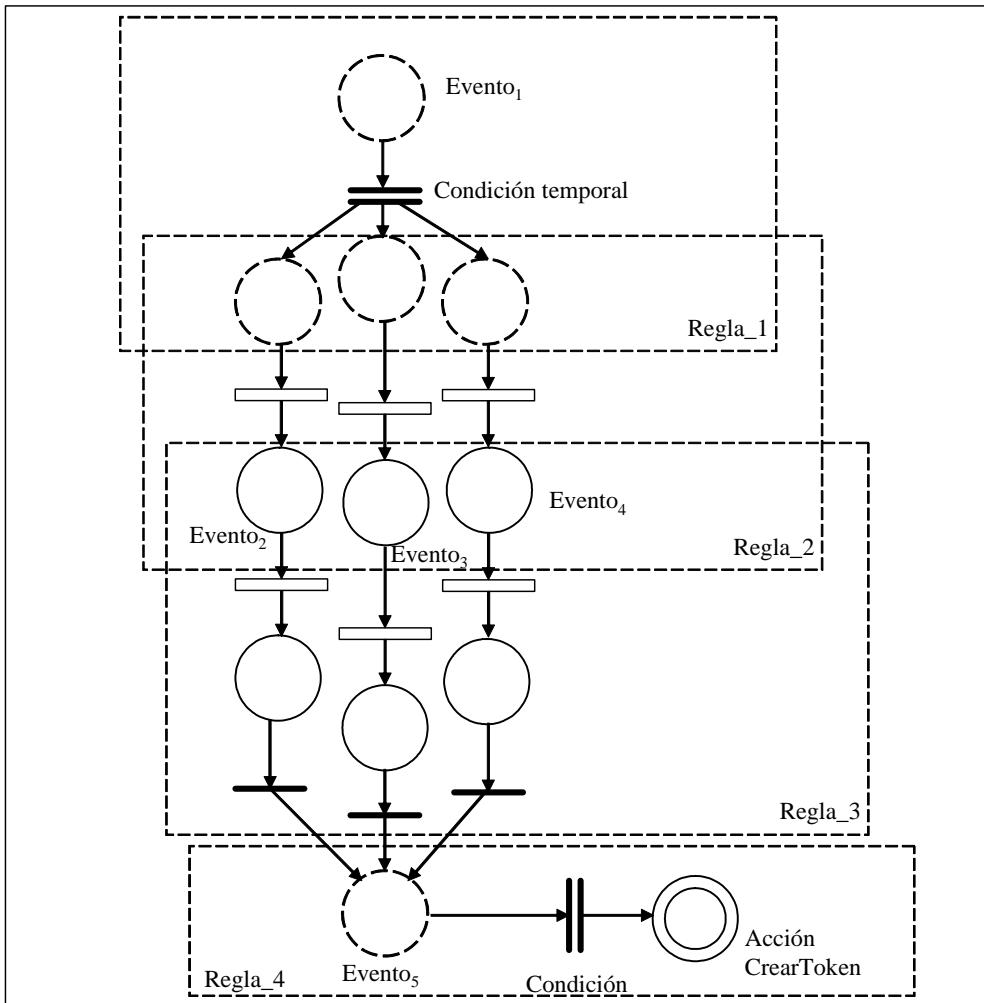 Evento₁
Condición temporal
Regla_1
Evento₄
Evento₂
Evento₃
Regla_2
Regla_3
Acción
CrearToken
Regla_4
Evento₅
Condición